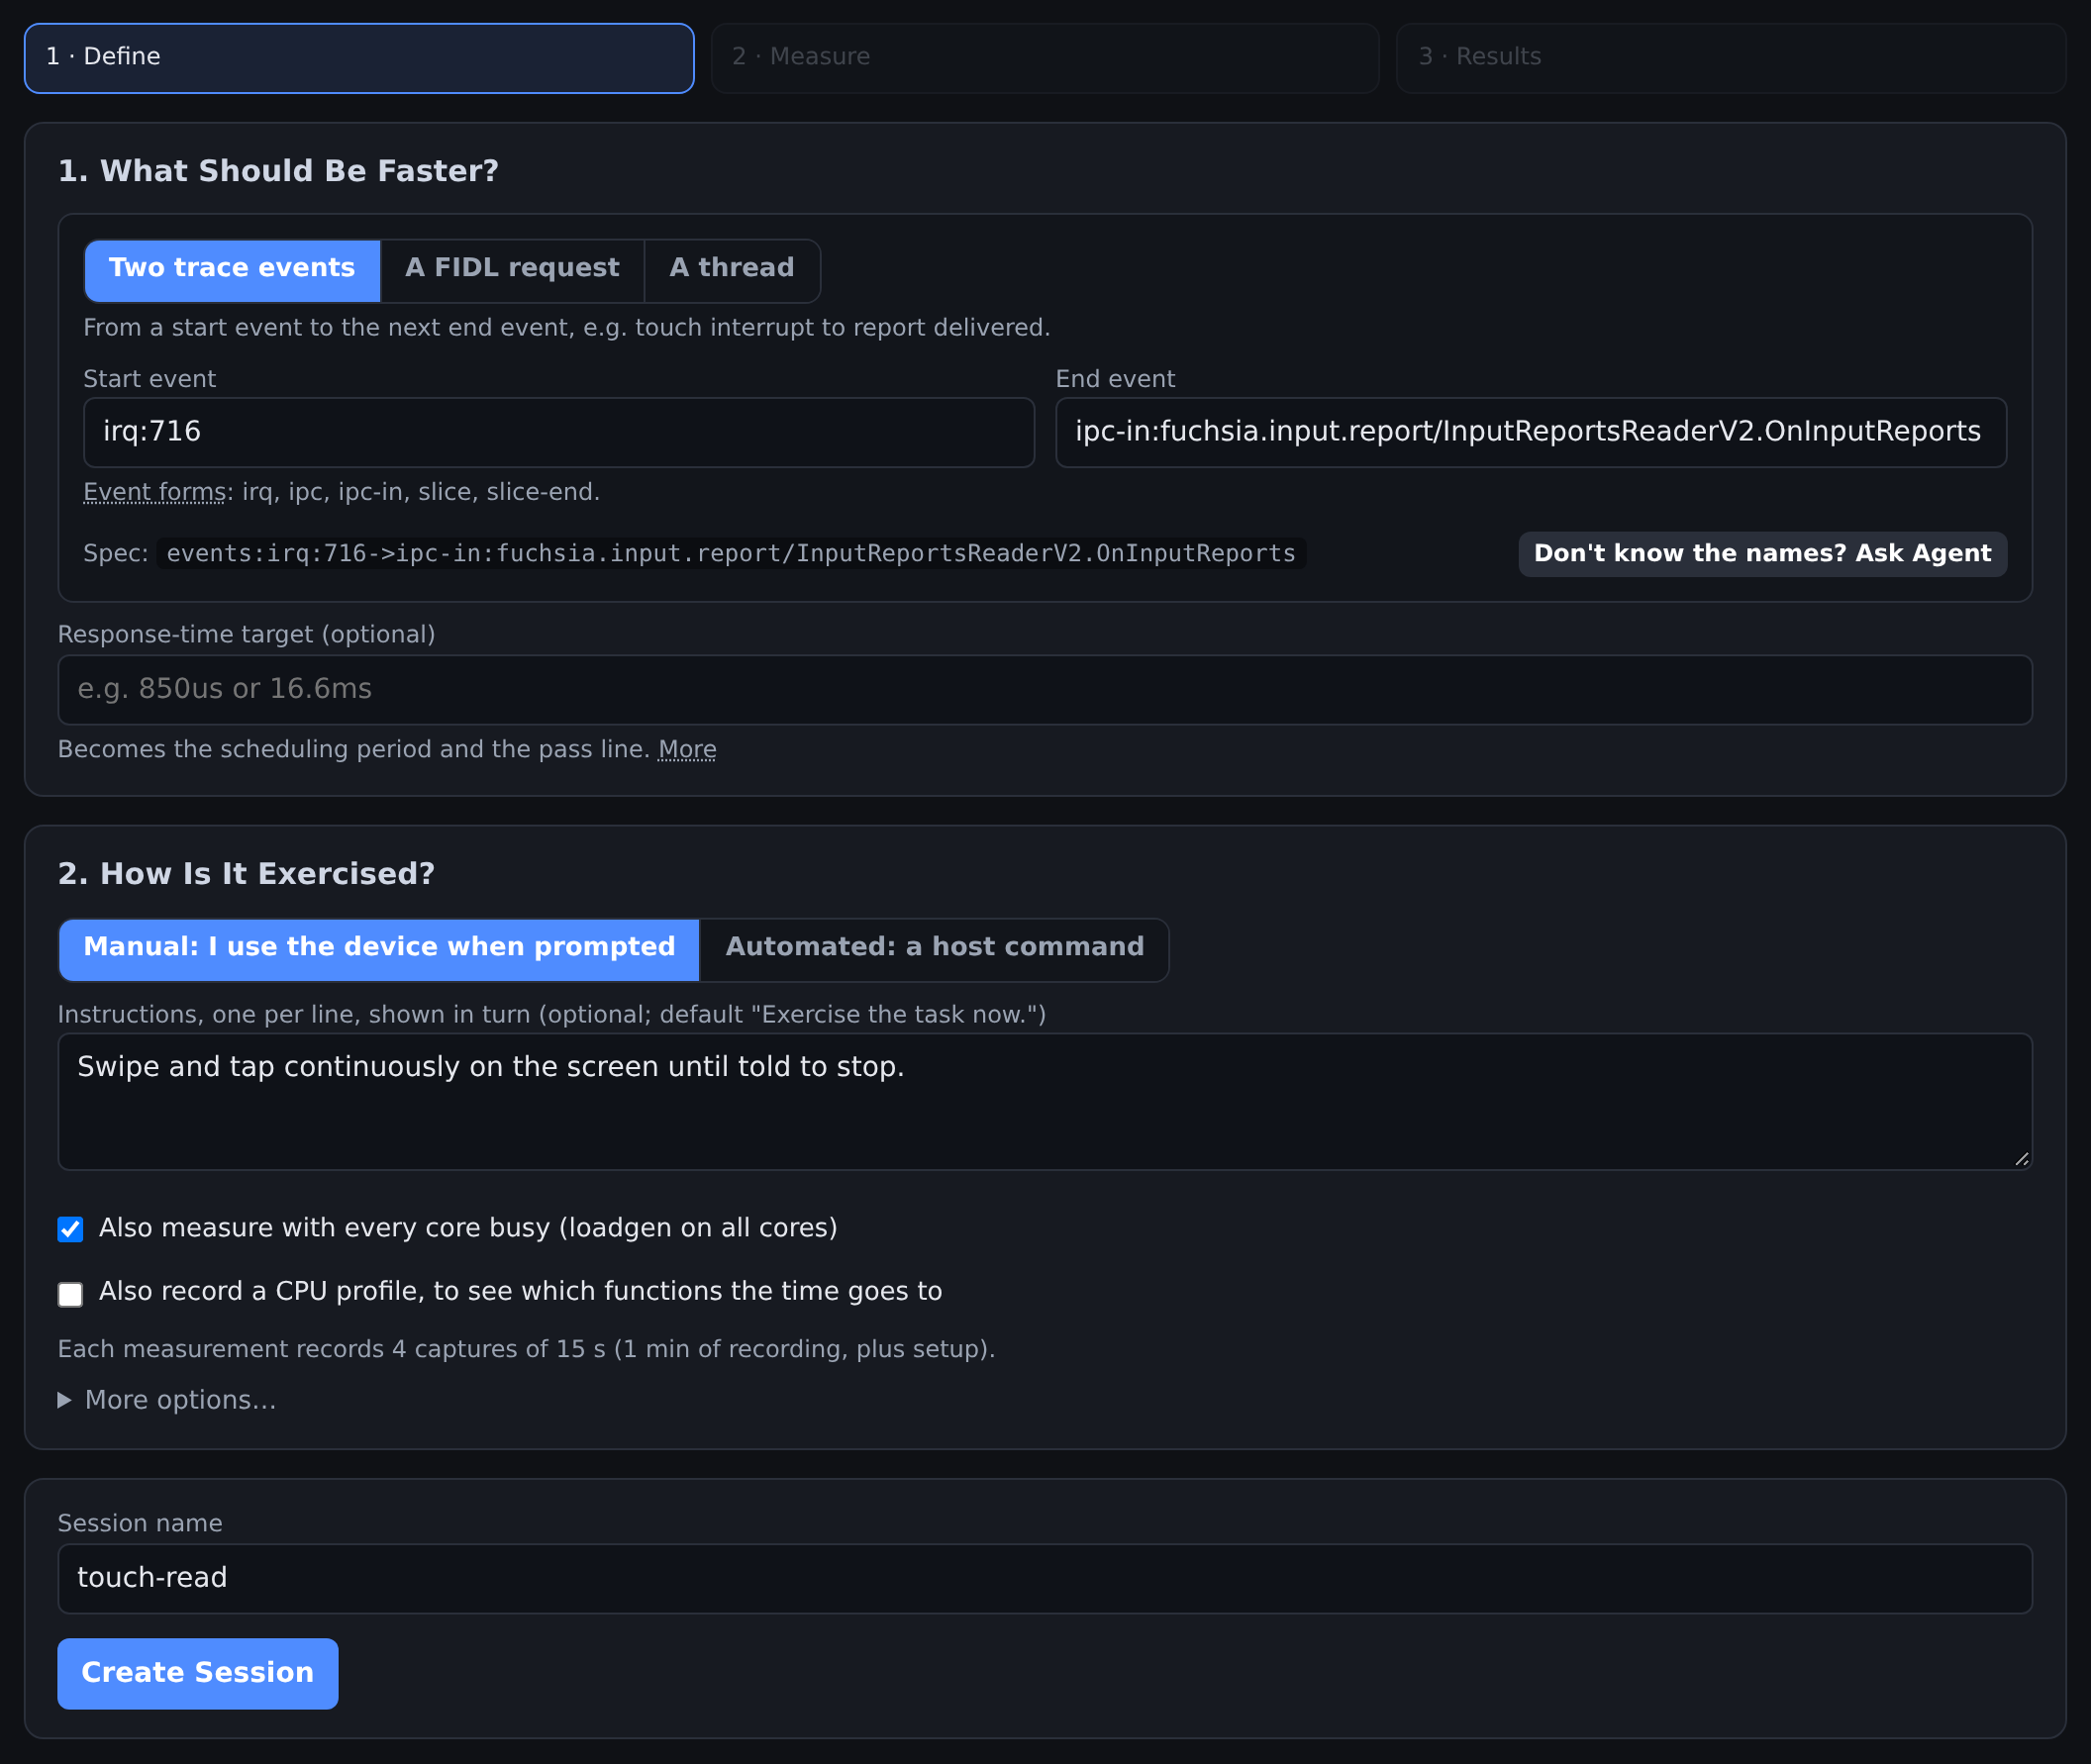 1 · Define
2 · Measure
3 · Results
1. What Should Be Faster?
Two trace events
A FIDL request
A thread
From a start event to the next end event, e.g. touch interrupt to report delivered.
Start event
End event
irq:716
ipc-in:fuchsia.input.report/InputReportsReaderV2.OnInputReports
Event forms: irq, ipc, ipc-in, slice, slice-end.
Spec: events:irq:716->ipc-in:fuchsia.input.report/InputReportsReaderV2.OnInputReports
Don't know the names? Ask Agent
Response-time target (optional)
e.g. 850us or 16.6ms
Becomes the scheduling period and the pass line. More
2. How Is It Exercised?
Manual: I use the device when prompted
Automated: a host command
Instructions, one per line, shown in turn (optional; default "Exercise the task now.")
Swipe and tap continuously on the screen until told to stop.
Also measure with every core busy (loadgen on all cores)
Also record a CPU profile, to see which functions the time goes to
Each measurement records 4 captures of 15 s (1 min of recording, plus setup).
More options...
Session name
touch-read
Create Session